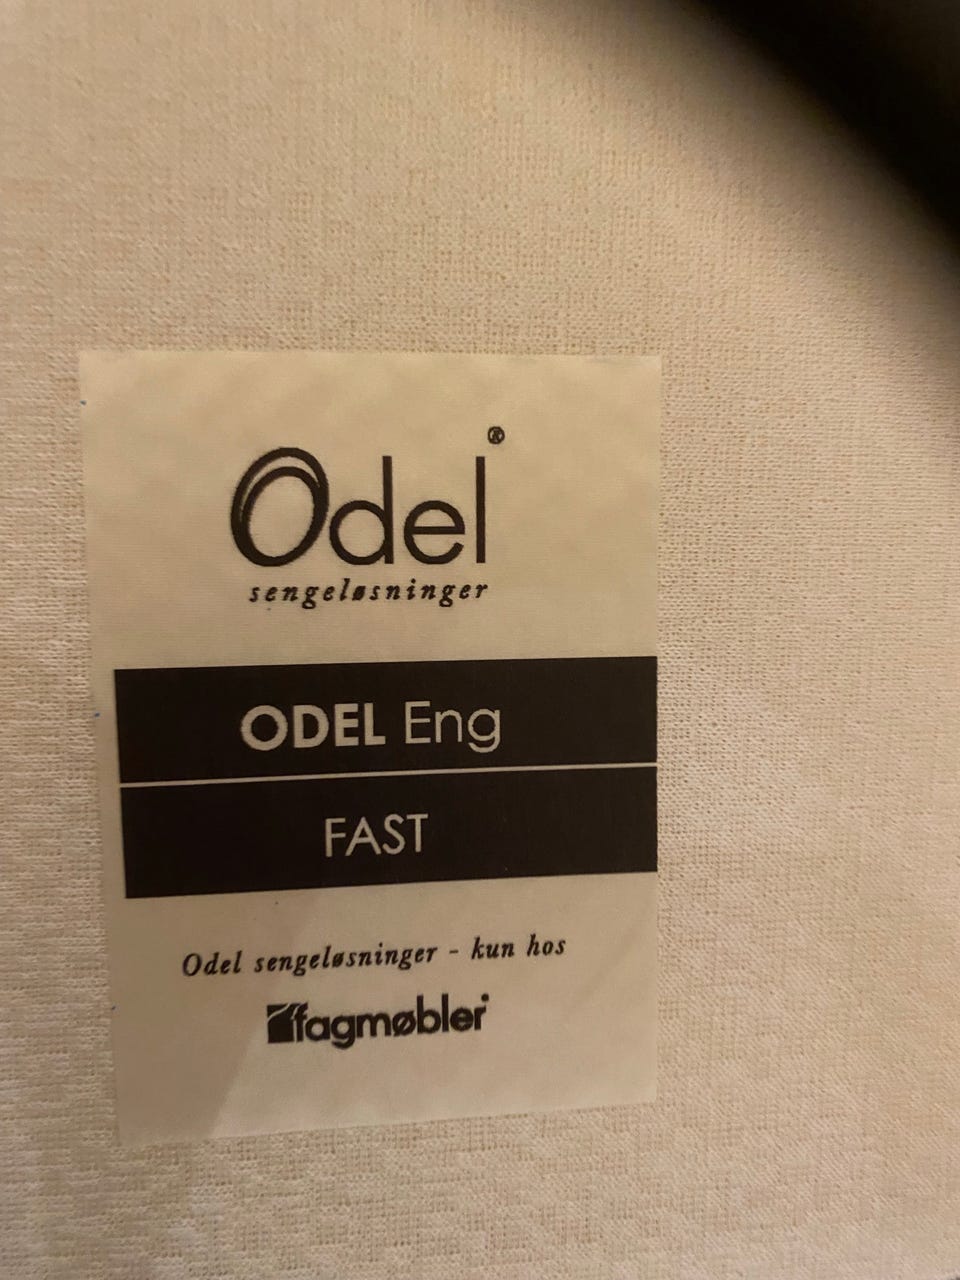 Odel®
sengeløsninger
ODEL Eng
FAST
Odel sengeløsninger - kun hos
fagmøbler